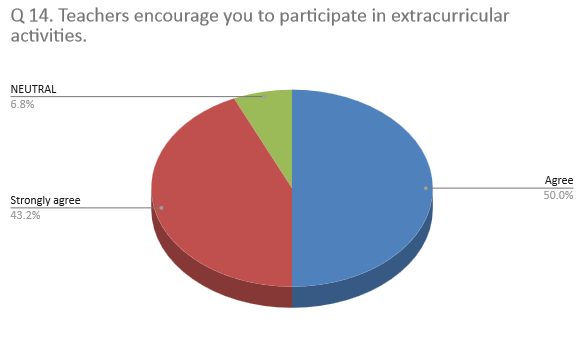 Q 14. Teachers encourage you to participate in extracurricular
activities.
NEUTRAL
6.8%
Agree
50.0%
Strongly agree
43.2%